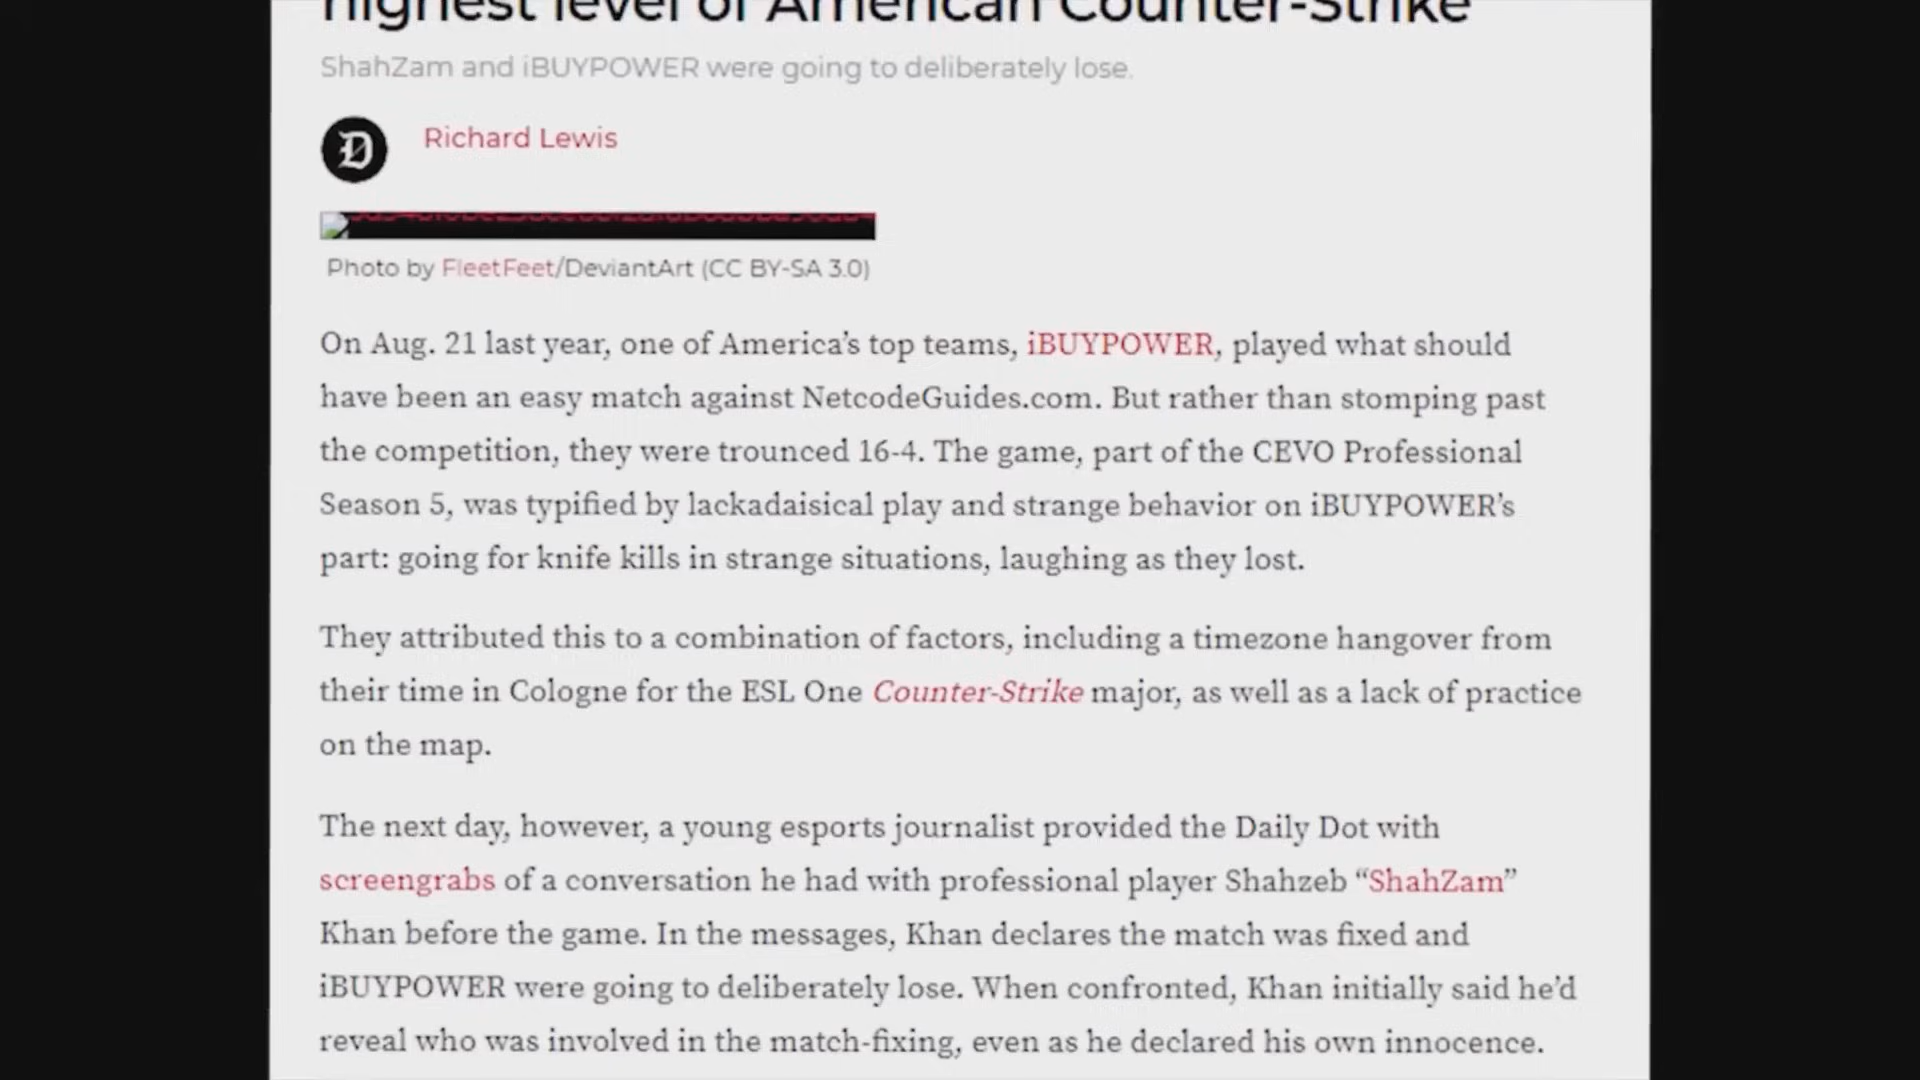 highest level of American Counter-Strike
ShahZam and iBUYPOWER were going to deliberately lose.
Richard Lewis
Photo by FleetFeet/DeviantArt (CC BY-SA 3.0)
On Aug. 21 last year, one of America’s top teams, iBUYPOWER, played what should
have been an easy match against NetcodeGuides.com. But rather than stomping past
the competition, they were trounced 16-4. The game, part of the CEVO Professional
Season 5, was typified by lackadaisical play and strange behavior on iBUYPOWER’s
part: going for knife kills in strange situations, laughing as they lost.
They attributed this to a combination of factors, including a timezone hangover from
their time in Cologne for the ESL One Counter-Strike major, as well as a lack of practice
on the map.
The next day, however, a young esports journalist provided the Daily Dot with
screengrabs of a conversation he had with professional player Shahzeb “ShahZam”
Khan before the game. In the messages, Khan declares the match was fixed and
iBUYPOWER were going to deliberately lose. When confronted, Khan initially said he’d
reveal who was involved in the match-fixing, even as he declared his own innocence.